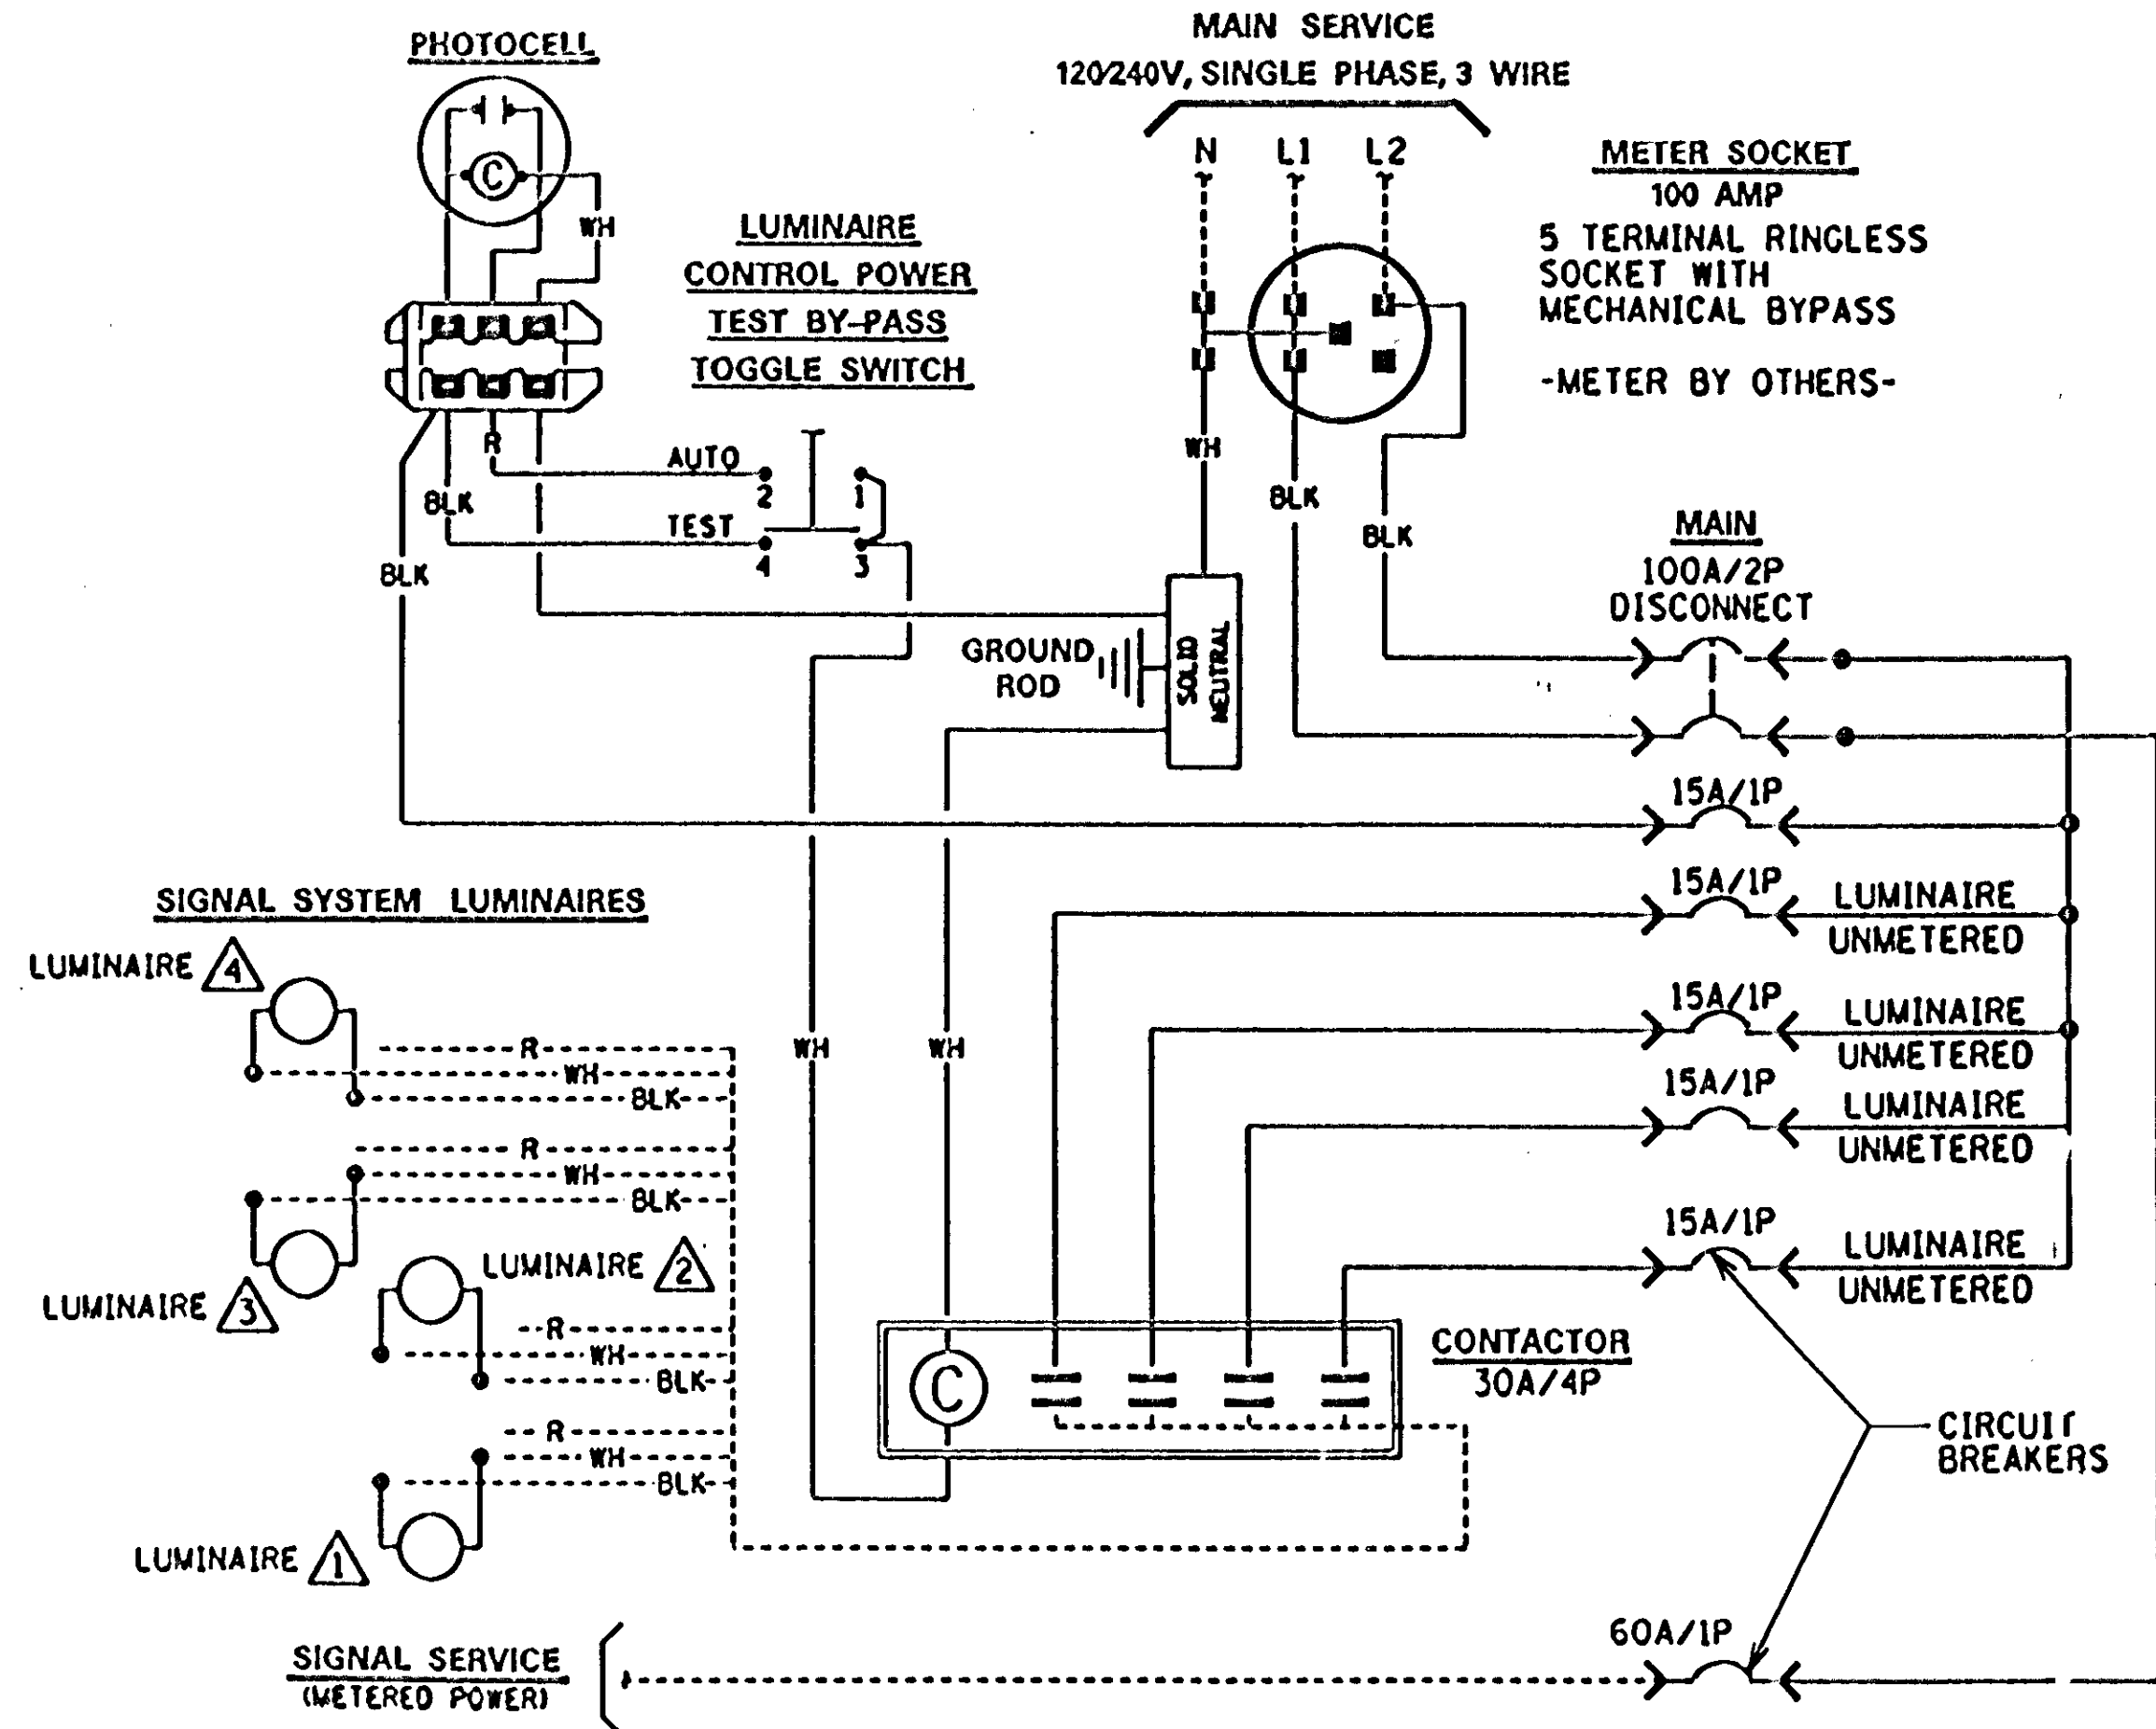 PHOTOCELL
C
WH
LUMINAIRE
CONTROL POWER
TEST BY-PASS
TOGGLE SWITCH
MAIN SERVICE
120/240V, SINGLE PHASE, 3 WIRE
N L1 L2
METER SOCKET
100 AMP
5 TERMINAL RINGLESS
SOCKET WITH
MECHANICAL BYPASS
-METER BY OTHERS-
R
AUTO
2 1
BLK
TEST
4 3
BLK
WH
BLK
BLK
MAIN
100A/2P
DISCONNECT
GROUND
ROD
SOLID
NEUTRAL
15A/1P
15A/1P
LUMINAIRE
UNMETERED
15A/1P
LUMINAIRE
UNMETERED
15A/1P
LUMINAIRE
UNMETERED
15A/1P
LUMINAIRE
UNMETERED
SIGNAL SYSTEM LUMINAIRES
LUMINAIRE 4
R
WH
BLK
R
WH
BLK
LUMINAIRE 3
LUMINAIRE 2
R
WH
BLK
R
WH
BLK
LUMINAIRE 1
WH WH
C
CONTACTOR
30A/4P
CIRCUIT
BREAKERS
60A/1P
SIGNAL SERVICE
(METERED POWER)